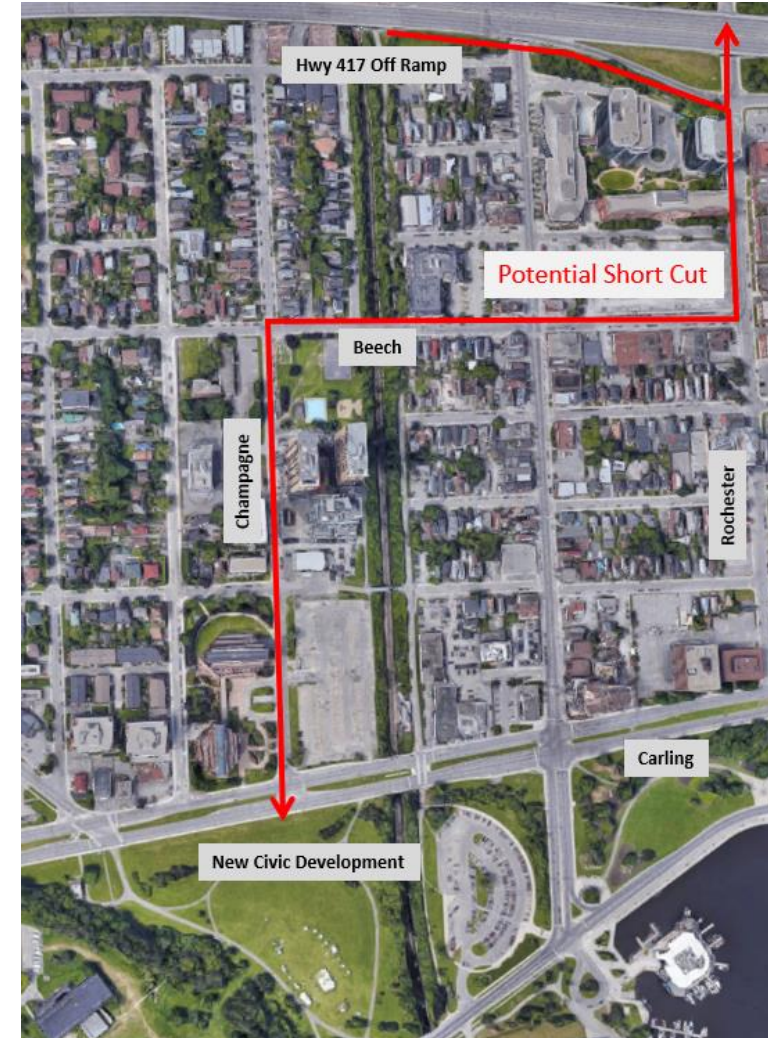 Hwy 417 Off Ramp
Potential Short Cut
Beech
Champagne
Rochester
Carling
New Civic Development